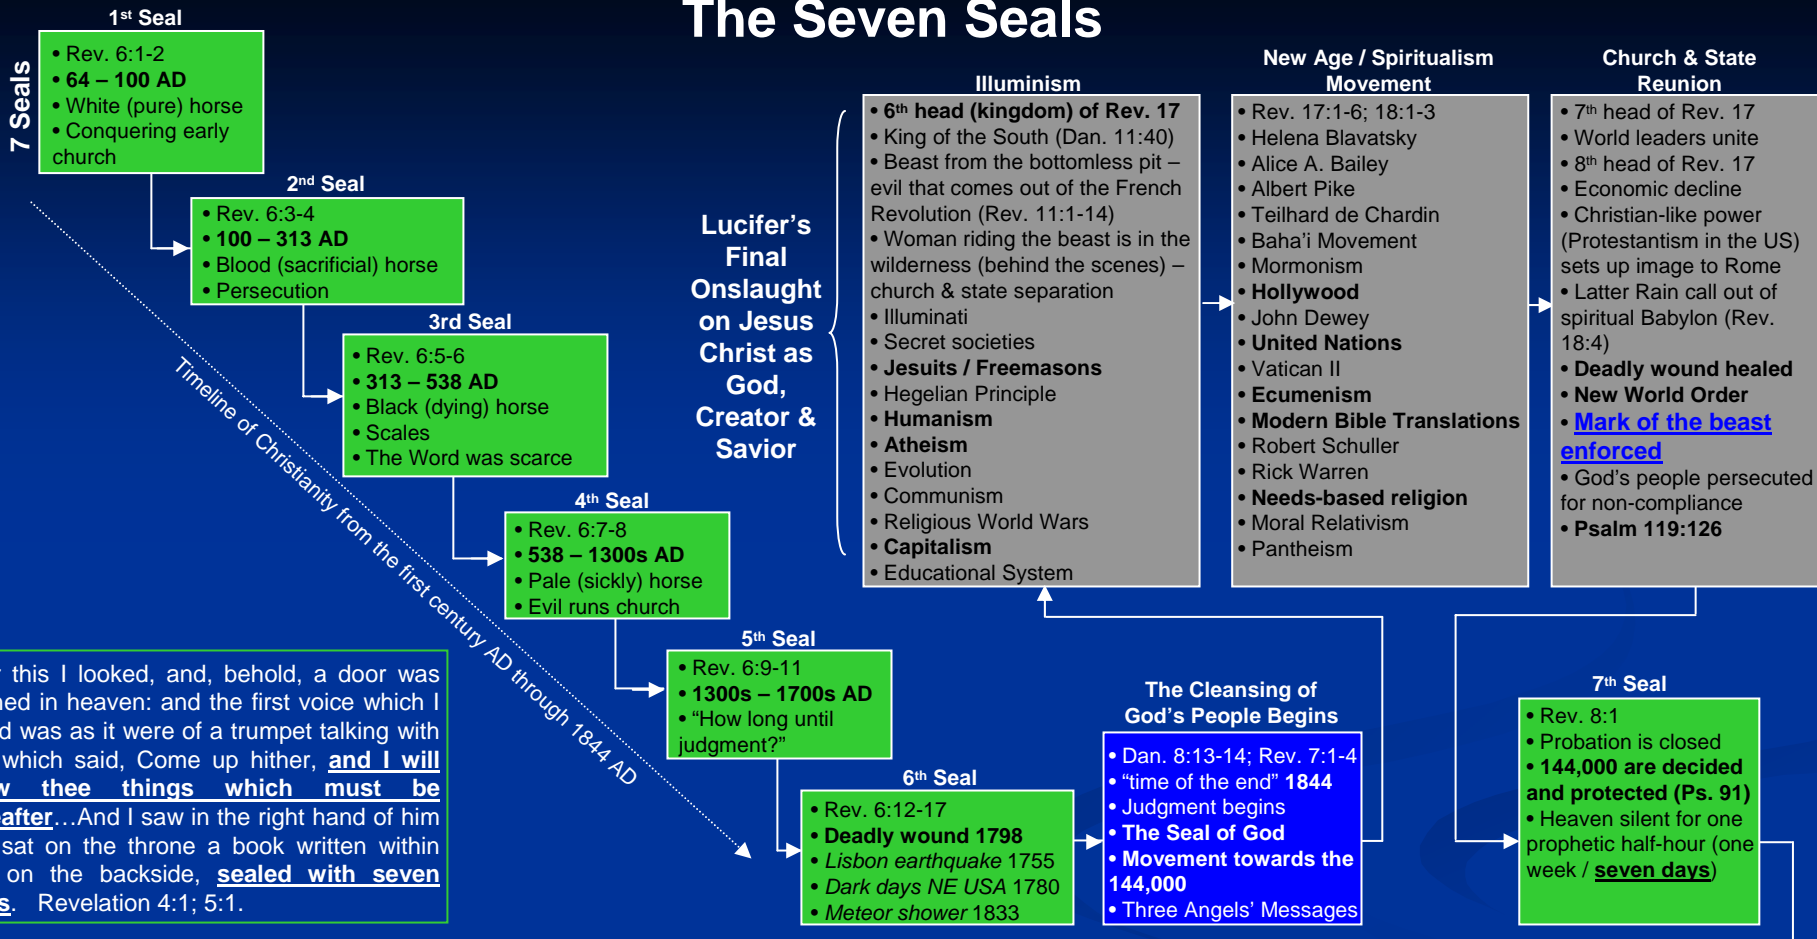 The Seven Seals
7 Seals
1st Seal
• Rev. 6:1-2
• 64 – 100 AD
• White (pure) horse
• Conquering early
church
2nd Seal
• Rev. 6:3-4
• 100 – 313 AD
• Blood (sacrificial) horse
• Persecution
3rd Seal
• Rev. 6:5-6
• 313 – 538 AD
• Black (dying) horse
• Scales
• The Word was scarce
4th Seal
• Rev. 6:7-8
• 538 – 1300s AD
• Pale (sickly) horse
• Evil runs church
5th Seal
• Rev. 6:9-11
• 1300s – 1700s AD
• “How long until
judgment?”
6th Seal
• Rev. 6:12-17
• Deadly wound 1798
• Lisbon earthquake 1755
• Dark days NE USA 1780
• Meteor shower 1833
Timeline of Christianity from the first century AD through 1844 AD
this I looked, and, behold, a door was
in heaven: and the first voice which I
was as it were of a trumpet talking with
which said, Come up hither, and I will
thee things which must be
…And I saw in the right hand of him
sat on the throne a book written within
on the backside, sealed with seven
. Revelation 4:1; 5:1.
The Cleansing of
God’s People Begins
• Dan. 8:13-14; Rev. 7:1-4
• “time of the end” 1844
• Judgment begins
• The Seal of God
• Movement towards the
144,000
• Three Angels’ Messages
Lucifer’s
Final
Onslaught
on Jesus
Christ as
God,
Creator &
Savior
Illuminism
• 6th head (kingdom) of Rev. 17
• King of the South (Dan. 11:40)
• Beast from the bottomless pit –
evil that comes out of the French
Revolution (Rev. 11:1-14)
• Woman riding the beast is in the
wilderness (behind the scenes) –
church & state separation
• Illuminati
• Secret societies
• Jesuits / Freemasons
• Hegelian Principle
• Humanism
• Atheism
• Evolution
• Communism
• Religious World Wars
• Capitalism
• Educational System
New Age / Spiritualism
Movement
• Rev. 17:1-6; 18:1-3
• Helena Blavatsky
• Alice A. Bailey
• Albert Pike
• Teilhard de Chardin
• Baha’i Movement
• Mormonism
• Hollywood
• John Dewey
• United Nations
• Vatican II
• Ecumenism
• Modern Bible Translations
• Robert Schuller
• Rick Warren
• Needs-based religion
• Moral Relativism
• Pantheism
Church & State
Reunion
• 7th head of Rev. 17
• World leaders unite
• 8th head of Rev. 17
• Economic decline
• Christian-like power
(Protestantism in the US)
sets up image to Rome
• Latter Rain call out of
spiritual Babylon (Rev.
18:4)
• Deadly wound healed
• New World Order
• Mark of the beast
enforced
• God’s people persecuted
for non-compliance
• Psalm 119:126
7th Seal
• Rev. 8:1
• Probation is closed
• 144,000 are decided
and protected (Ps. 91)
• Heaven silent for one
prophetic half-hour (one
week / seven days)